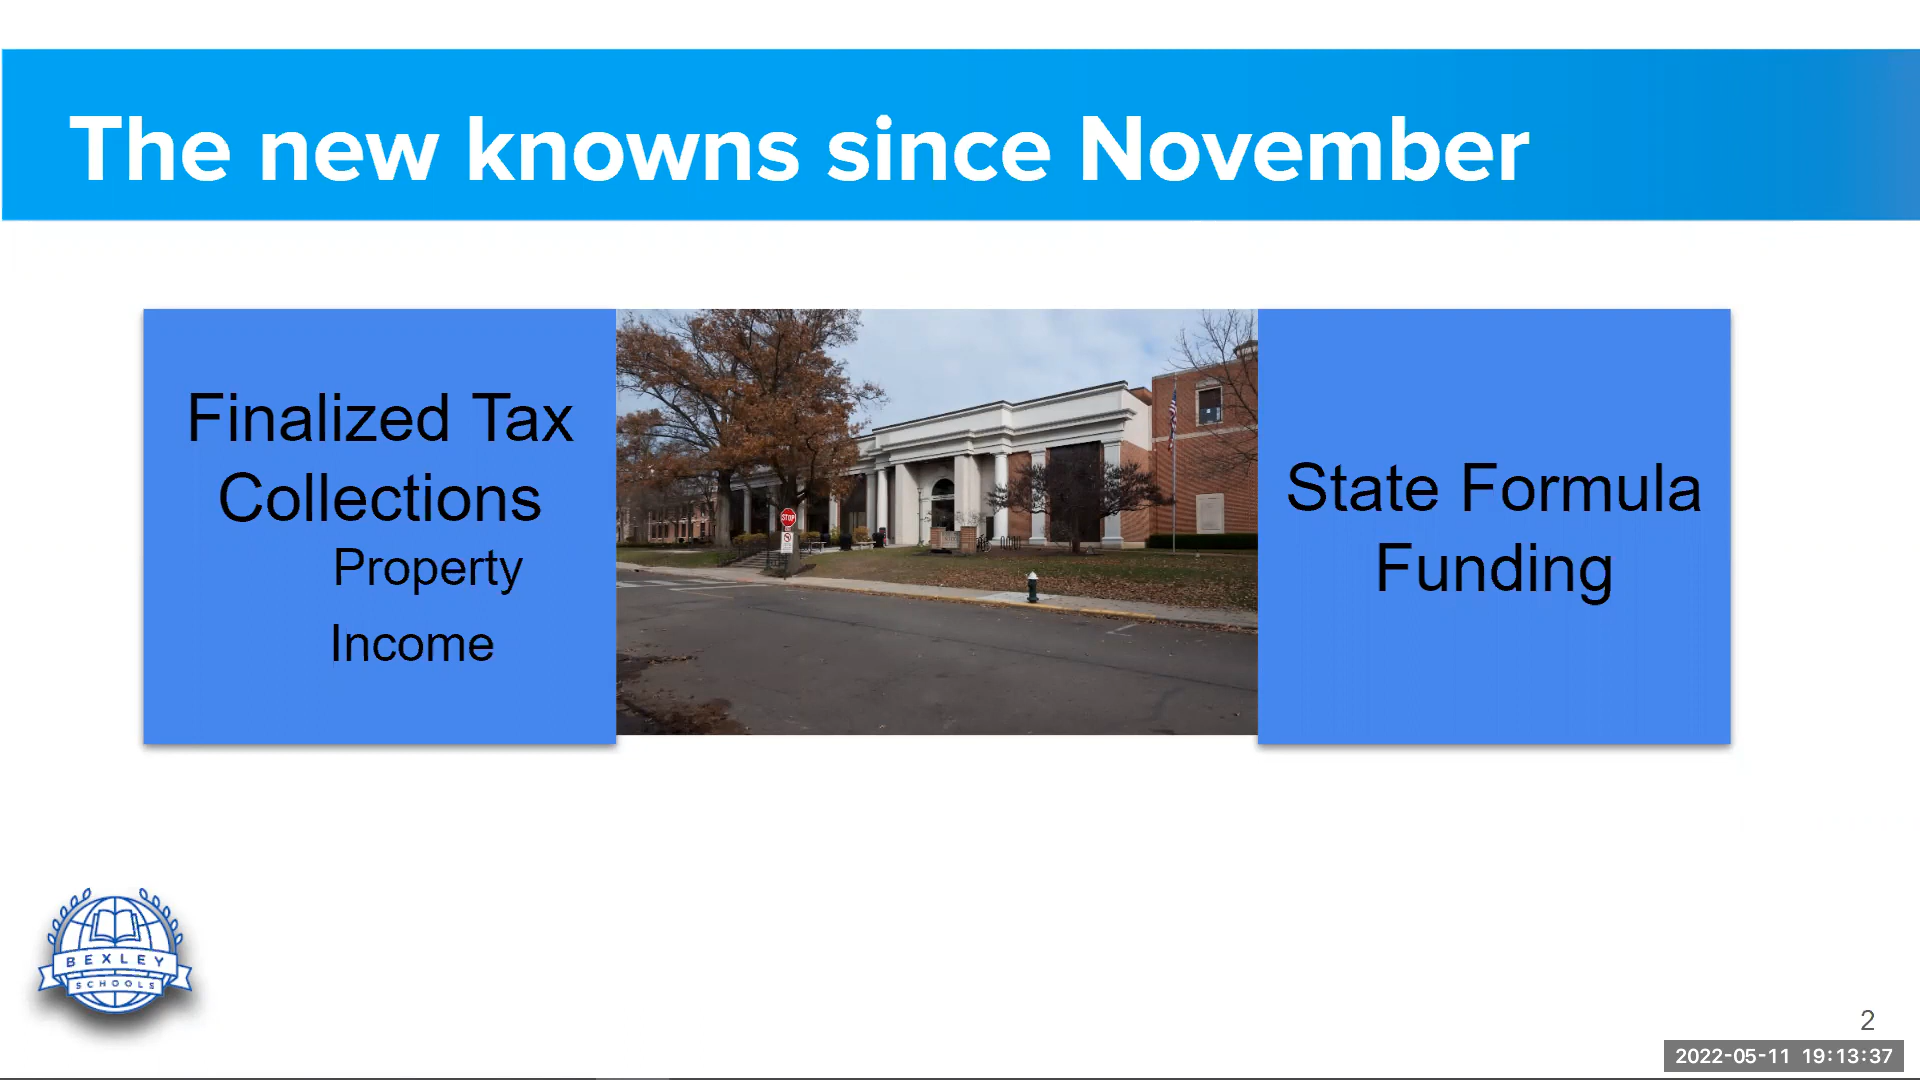 The new knowns since November
Finalized Tax
Collections
Property
Income
STOP
State Formula
Funding
BEXLEY
SCHOOLS
2
2022-05-11 19:13:37